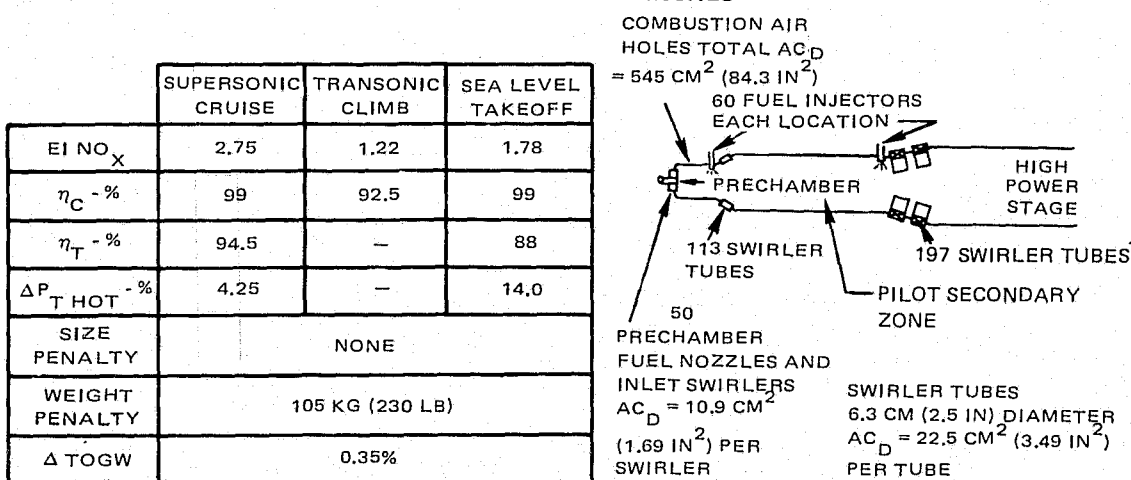 SUPERSONIC CRUISE | TRANSONIC CLIMB | SEA LEVEL TAKEOFF
EI NOX | 2.75 | 1.22 | 1.78
ηC - % | 99 | 92.5 | 99
ηT - % | 94.5 | — | 88
ΔPT HOT - % | 4.25 | — | 14.0
SIZE PENALTY | NONE
WEIGHT PENALTY | 105 KG (230 LB)
Δ TOGW | 0.35%
COMBUSTION AIR
HOLES TOTAL ACD
= 545 CM2 (84.3 IN2)
60 FUEL INJECTORS
EACH LOCATION
PRECHAMBER
HIGH
POWER
STAGE
113 SWIRLER
TUBES
197 SWIRLER TUBES
PILOT SECONDARY
ZONE
50
PRECHAMBER
FUEL NOZZLES AND
INLET SWIRLERS
ACD = 10.9 CM2
(1.69 IN2) PER
SWIRLER
SWIRLER TUBES
6.3 CM (2.5 IN) DIAMETER
ACD = 22.5 CM2 (3.49 IN2)
PER TUBE